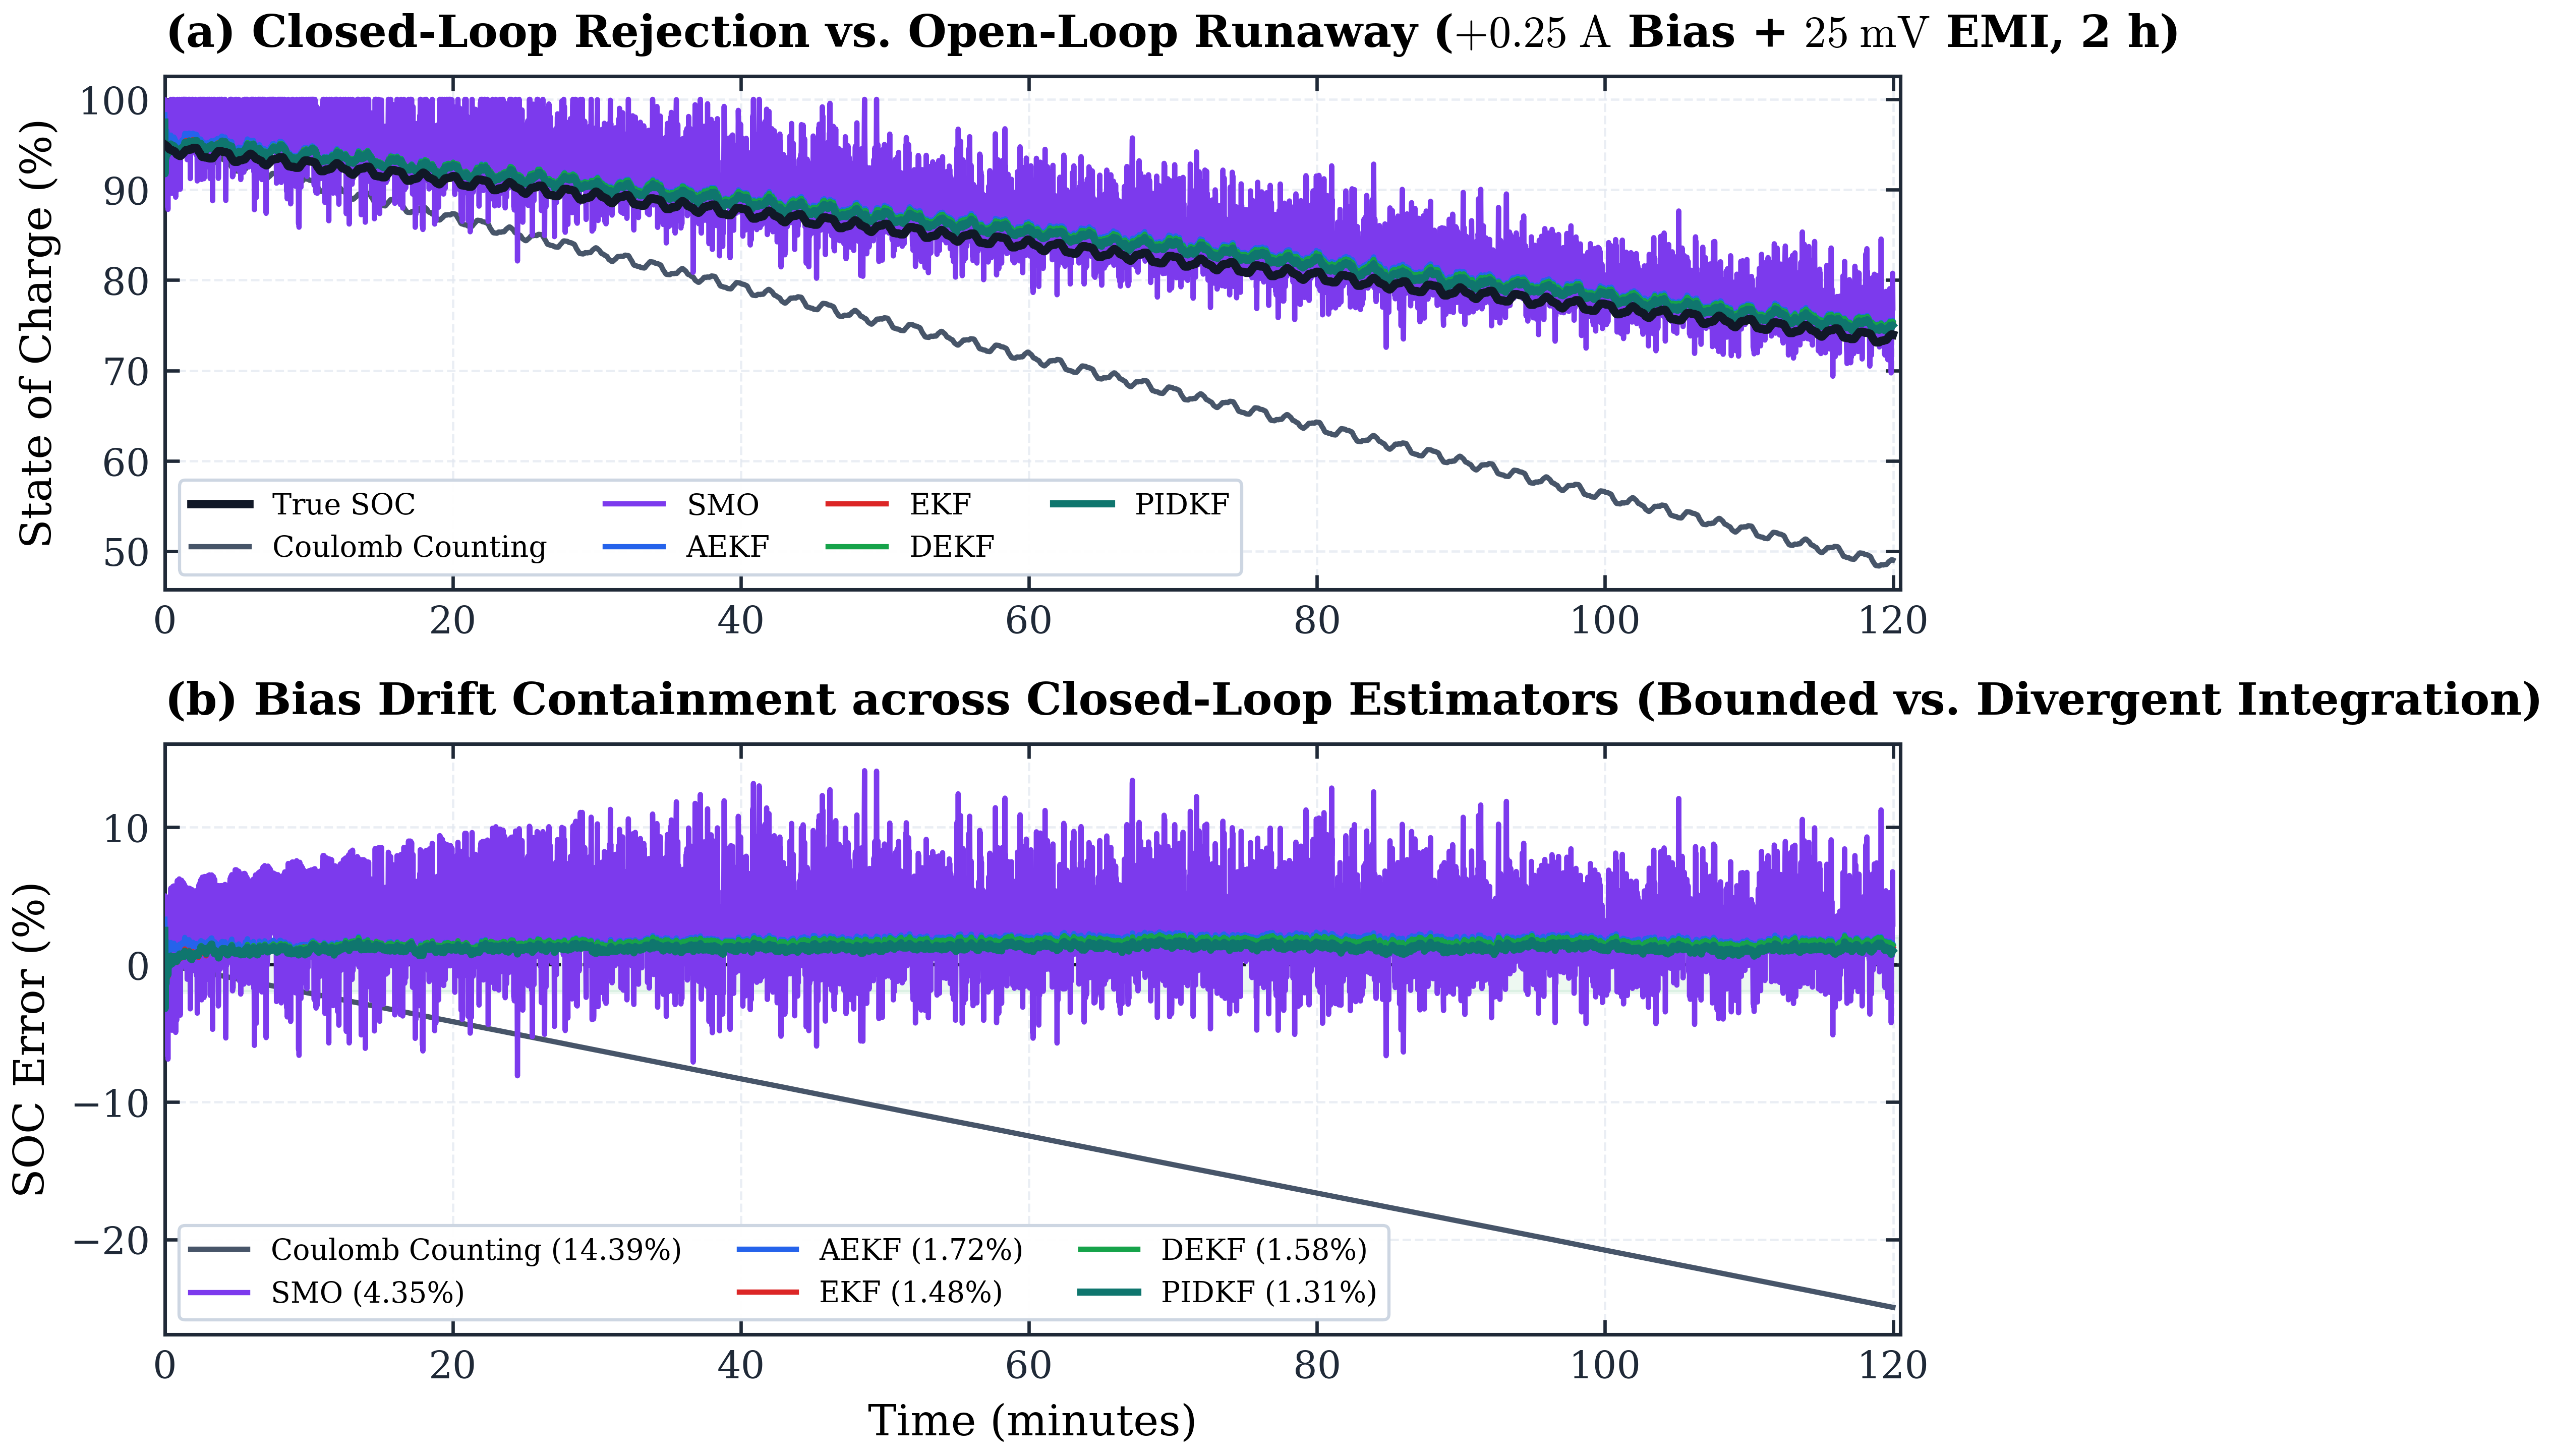 (a) Closed-Loop Rejection vs. Open-Loop Runaway (+0.25 A Bias + 25 mV EMI, 2 h)
State of Charge (%)
100
90
80
70
60
50
True SOC
Coulomb Counting
SMO
AEKF
EKF
DEKF
PIDKF
0 20 40 60 80 100 120
(b) Bias Drift Containment across Closed-Loop Estimators (Bounded vs. Divergent Integration)
SOC Error (%)
10
0
−10
−20
Coulomb Counting (14.39%)
SMO (4.35%)
AEKF (1.72%)
EKF (1.48%)
DEKF (1.58%)
PIDKF (1.31%)
0 20 40 60 80 100 120
Time (minutes)